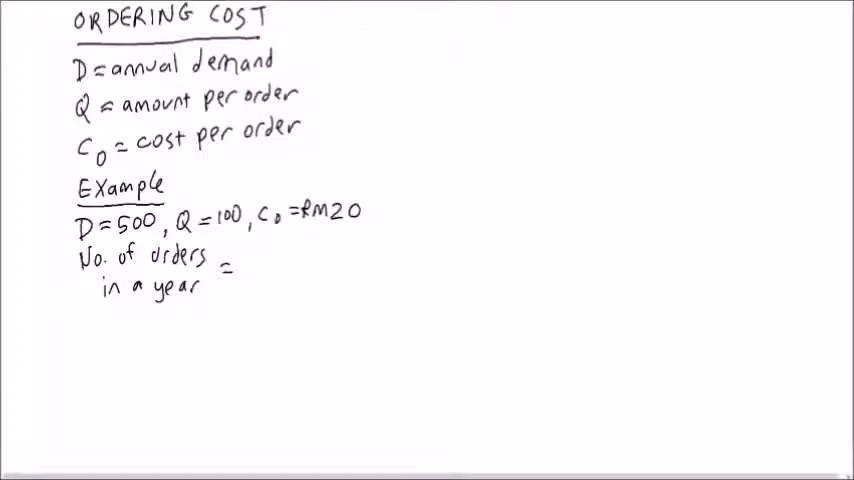 ORDERING COST
D = annual demand
Q = amount per order
C₀ = cost per order
Example
D = 500, Q = 100, C₀ = RM20
No. of orders
in a year =